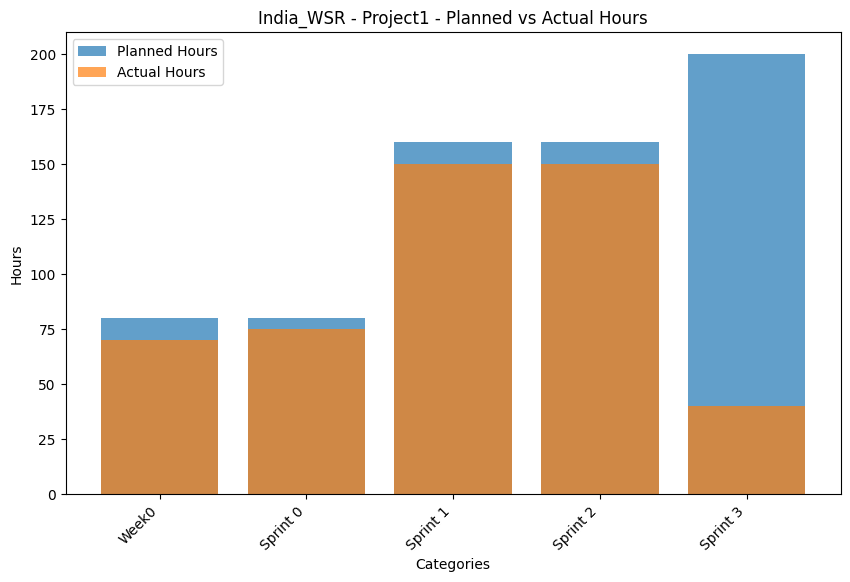 India_WSR - Project1 - Planned vs Actual Hours
Planned Hours
Actual Hours
200
175
150
125
100
75
50
25
0
Hours
Week0
Sprint 0
Sprint 1
Sprint 2
Sprint 3
Categories